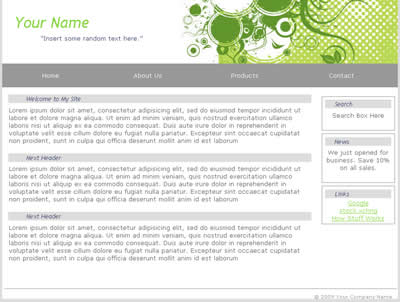 Your Name
"Insert some random text here."
Home About Us Products Contact
Welcome to My Site
Lorem ipsum dolor sit amet, consectetur adipisicing elit, sed do eiusmod tempor incididunt ut
labore et dolore magna aliqua. Ut enim ad minim veniam, quis nostrud exercitation ullamco
laboris nisi ut aliquip ex ea commodo consequat. Duis aute irure dolor in reprehenderit in
voluptate velit esse cillum dolore eu fugiat nulla pariatur. Excepteur sint occaecat cupidatat
non proident, sunt in culpa qui officia deserunt mollit anim id est laborum.
Next Header
Lorem ipsum dolor sit amet, consectetur adipisicing elit, sed do eiusmod tempor incididunt ut
labore et dolore magna aliqua. Ut enim ad minim veniam, quis nostrud exercitation ullamco
laboris nisi ut aliquip ex ea commodo consequat. Duis aute irure dolor in reprehenderit in
voluptate velit esse cillum dolore eu fugiat nulla pariatur. Excepteur sint occaecat cupidatat
non proident, sunt in culpa qui officia deserunt mollit anim id est laborum.
Next Header
Lorem ipsum dolor sit amet, consectetur adipisicing elit, sed do eiusmod tempor incididunt ut
labore et dolore magna aliqua. Ut enim ad minim veniam, quis nostrud exercitation ullamco
laboris nisi ut aliquip ex ea commodo consequat. Duis aute irure dolor in reprehenderit in
voluptate velit esse cillum dolore eu fugiat nulla pariatur. Excepteur sint occaecat cupidatat
non proident, sunt in culpa qui officia deserunt mollit anim id est laborum.
Search
Search Box Here
News
We just opened for
business. Save 10%
on all sales.
Links
Google
How Stuff Works
© 2009 Your Company Name